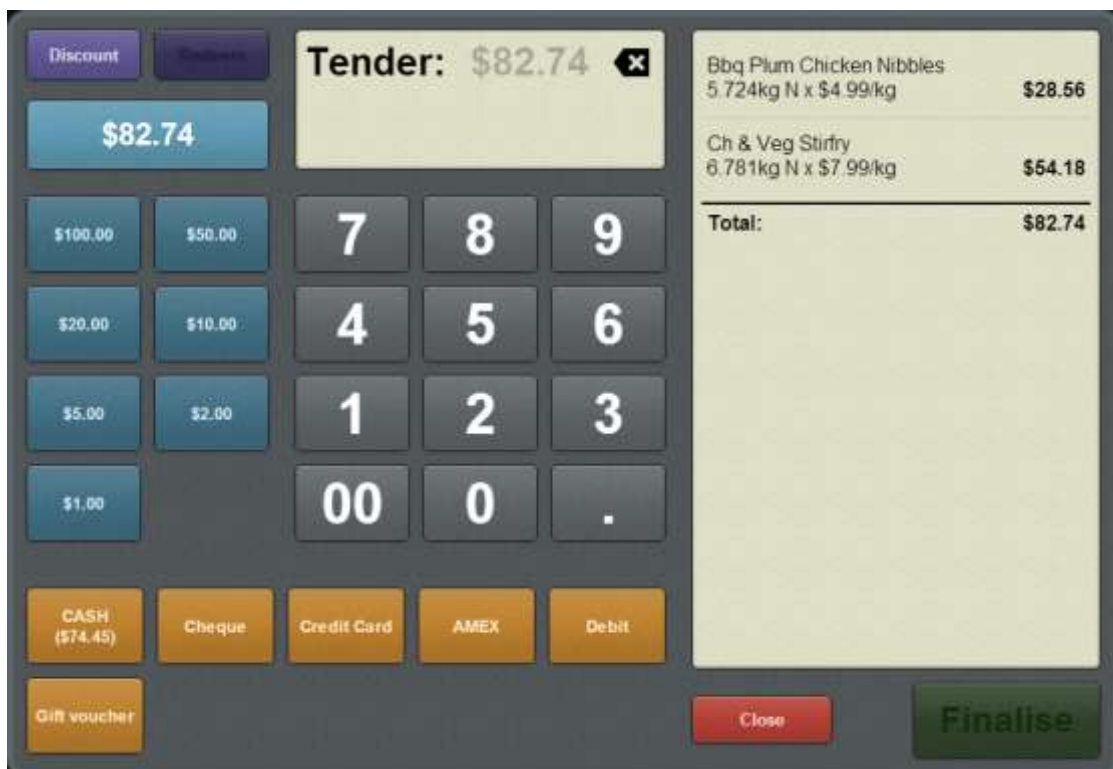 Discount
$82.74
Tender: $82.74
Bbq Plum Chicken Nibbles
5.724kg N x $4.99/kg $28.56
Ch & Veg Stirfry
6.781kg N x $7.99/kg $54.18
Total: $82.74
$100.00 $50.00
$20.00 $10.00
$5.00 $2.00
$1.00
7 8 9
4 5 6
1 2 3
00 0 .
CASH
($74.45)
Cheque
Credit Card
AMEX
Debit
Gift voucher
Close
Finalise